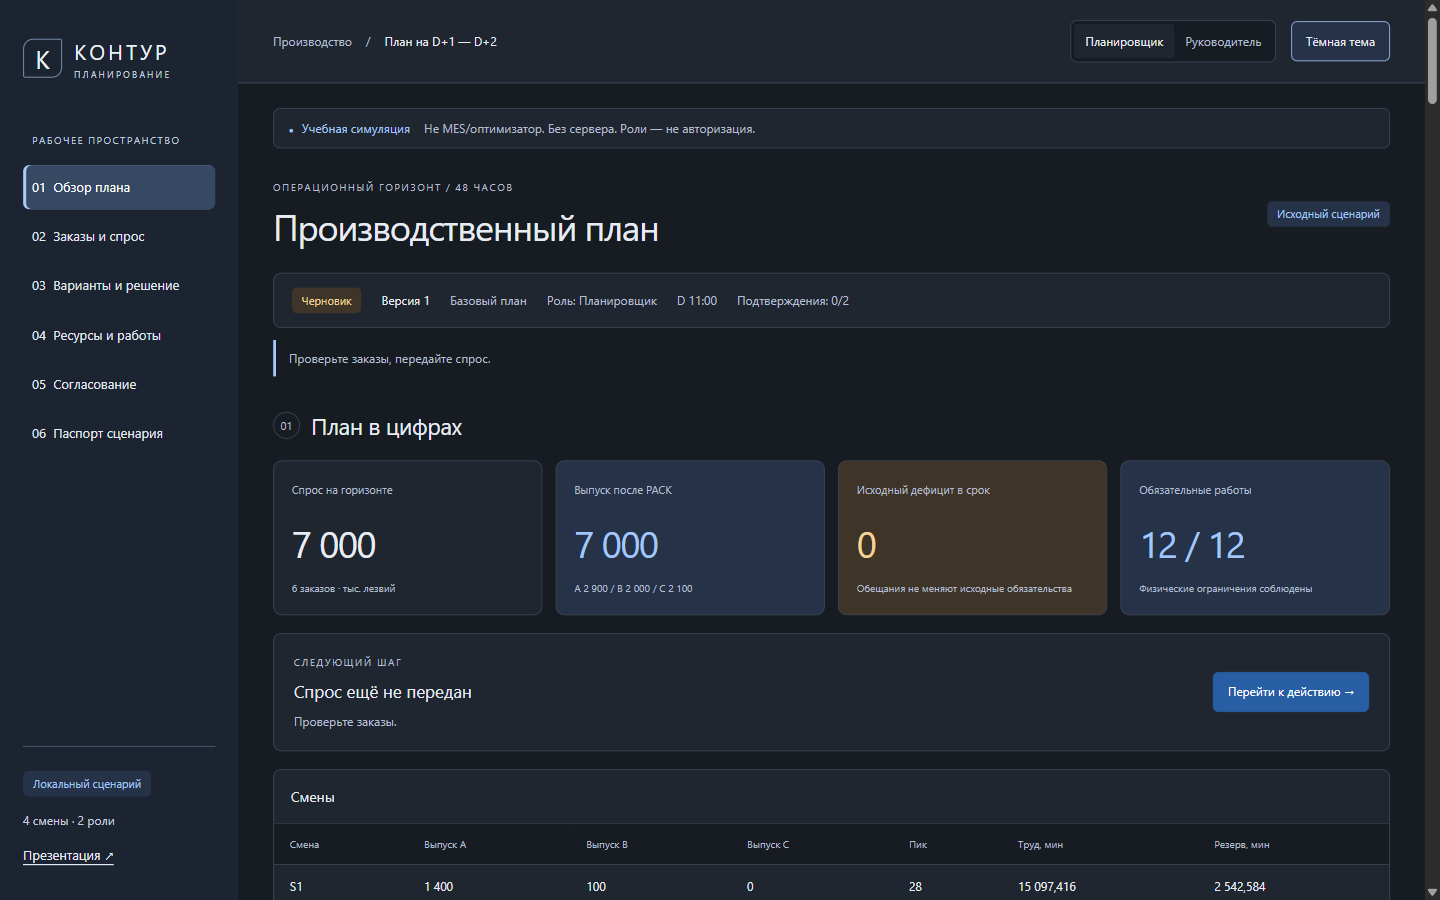 К КОНТУР
ПЛАНИРОВАНИЕ
РАБОЧЕЕ ПРОСТРАНСТВО
01 Обзор плана
02 Заказы и спрос
03 Варианты и решение
04 Ресурсы и работы
05 Согласование
06 Паспорт сценария
Локальный сценарий
4 смены · 2 роли
Презентация ↗
Производство / План на D+1 — D+2
Планировщик Руководитель Тёмная тема
• Учебная симуляция Не MES/оптимизатор. Без сервера. Роли — не авторизация.
ОПЕРАЦИОННЫЙ ГОРИЗОНТ / 48 ЧАСОВ
Производственный план
Исходный сценарий
Черновик Версия 1 Базовый план Роль: Планировщик D 11:00 Подтверждения: 0/2
Проверьте заказы, передайте спрос.
01 План в цифрах
Спрос на горизонте
7 000
6 заказов · тыс. лезвий
Выпуск после PACK
7 000
A 2 900 / B 2 000 / C 2 100
Исходный дефицит в срок
0
Обещания не меняют исходные обязательства
Обязательные работы
12 / 12
Физические ограничения соблюдены
СЛЕДУЮЩИЙ ШАГ
Спрос ещё не передан
Проверьте заказы.
Перейти к действию →
Смены
Смена Выпуск A Выпуск B Выпуск C Пик Труд, мин Резерв, мин
S1 1 400 100 0 28 15 097,416 2 542,584